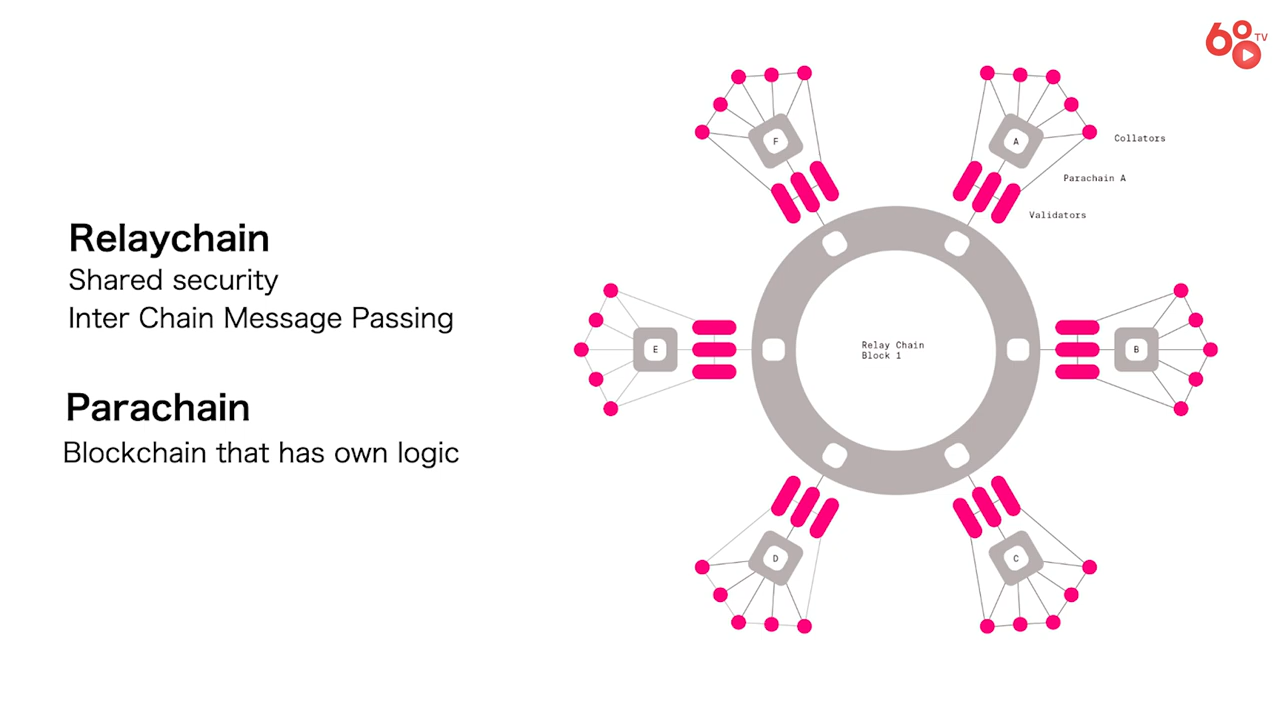 Relaychain
Shared security
Inter Chain Message Passing
Parachain
Blockchain that has own logic
60 TV
F
A
Collators
Parachain A
Validators
E
Relay Chain
Block 1
B
D
C